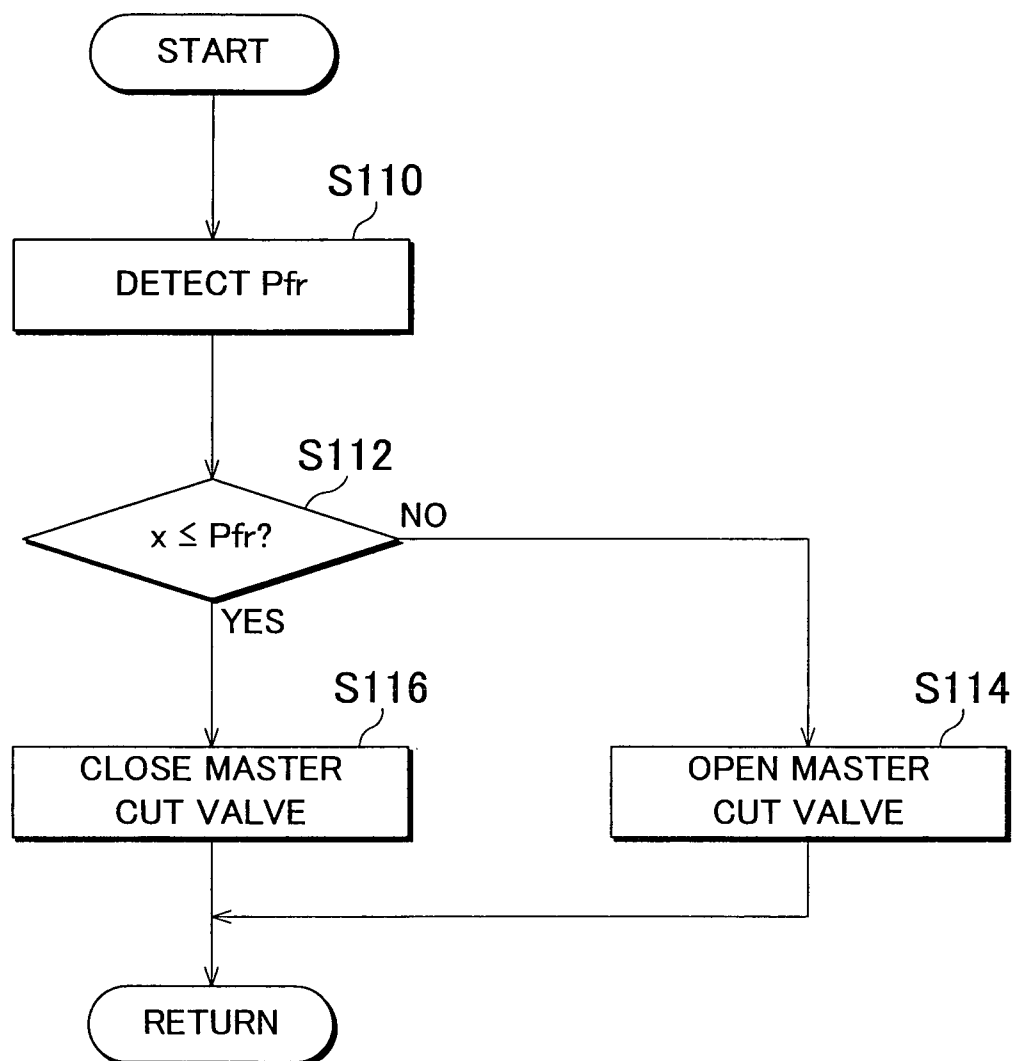 START
S110
DETECT Pfr
S112
x ≤ Pfr?
NO
YES
S116
CLOSE MASTER
CUT VALVE
S114
OPEN MASTER
CUT VALVE
RETURN